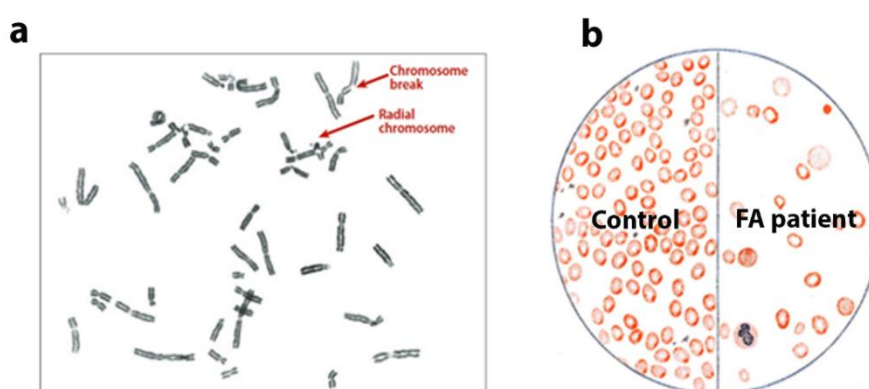 a
Chromosome
break
Radial
chromosome
b
Control
FA patient